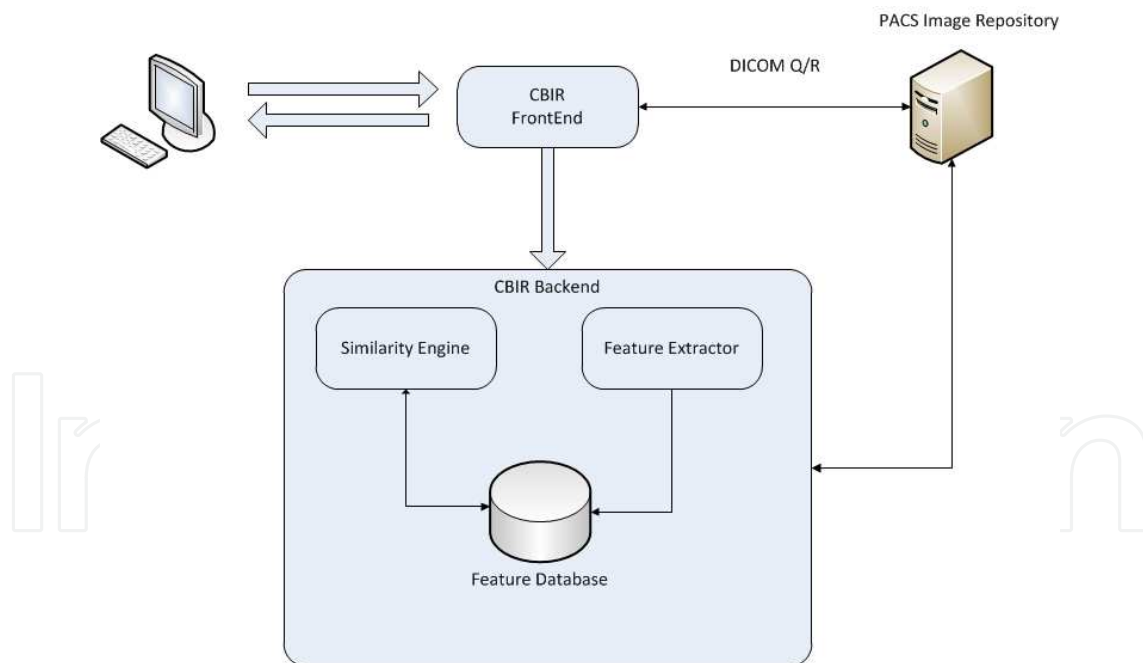 PACS Image Repository
DICOM Q/R
CBIR
FrontEnd
CBIR Backend
Similarity Engine
Feature Extractor
Feature Database